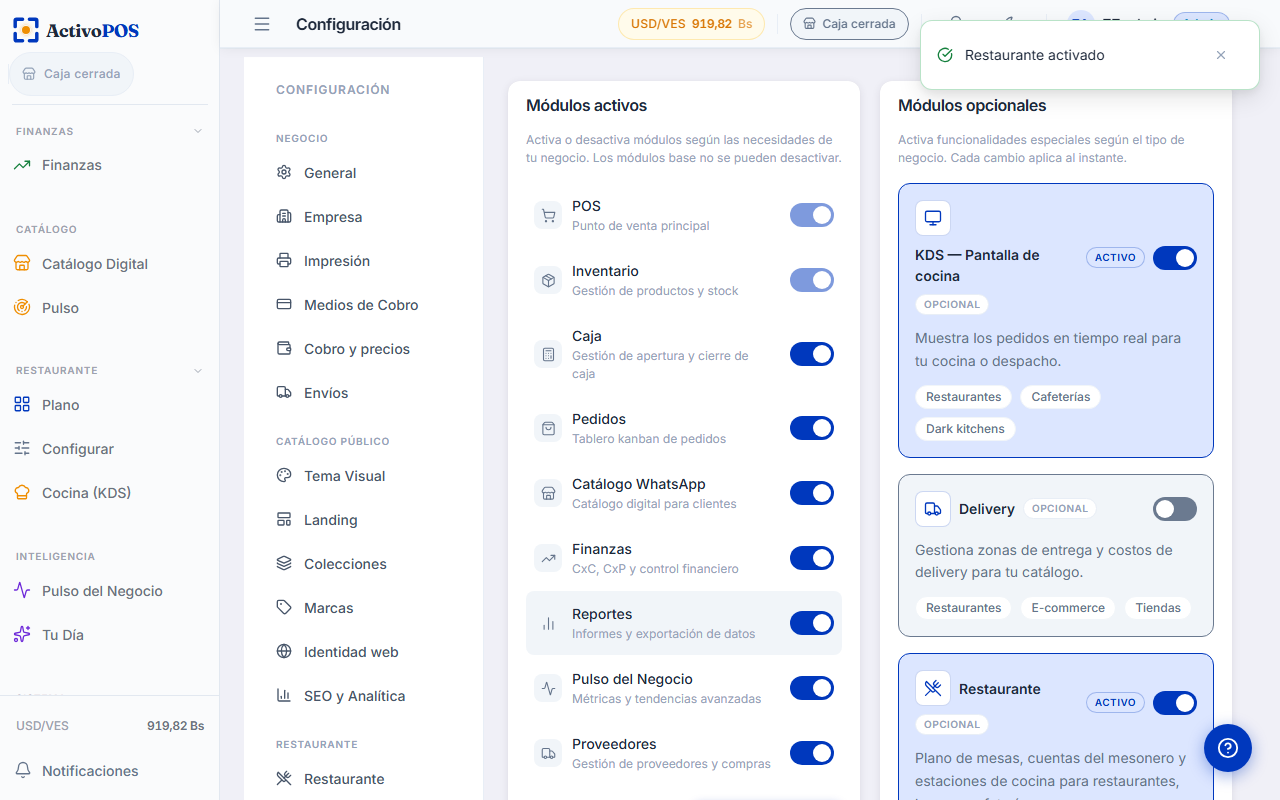 ActivoPOS
Caja cerrada
FINANZAS
Finanzas
CATÁLOGO
Catálogo Digital
Pulso
RESTAURANTE
Plano
Configurar
Cocina (KDS)
INTELIGENCIA
Pulso del Negocio
Tu Día
USD/VES 919,82 Bs
Notificaciones
Configuración
USD/VES 919,82 Bs
Caja cerrada
Restaurante activado
CONFIGURACIÓN
NEGOCIO
General
Empresa
Impresión
Medios de Cobro
Cobro y precios
Envíos
CATÁLOGO PÚBLICO
Tema Visual
Landing
Colecciones
Marcas
Identidad web
SEO y Analítica
RESTAURANTE
Restaurante
Módulos activos
Activa o desactiva módulos según las necesidades de
tu negocio. Los módulos base no se pueden desactivar.
POS
Punto de venta principal
Inventario
Gestión de productos y stock
Caja
Gestión de apertura y cierre de
caja
Pedidos
Tablero kanban de pedidos
Catálogo WhatsApp
Catálogo digital para clientes
Finanzas
CxC, CxP y control financiero
Reportes
Informes y exportación de datos
Pulso del Negocio
Métricas y tendencias avanzadas
Proveedores
Gestión de proveedores y compras
Módulos opcionales
Activa funcionalidades especiales según el tipo de
negocio. Cada cambio aplica al instante.
KDS — Pantalla de
cocina
ACTIVO
OPCIONAL
Muestra los pedidos en tiempo real para
tu cocina o despacho.
Restaurantes Cafeterías
Dark kitchens
Delivery OPCIONAL
Gestiona zonas de entrega y costos de
delivery para tu catálogo.
Restaurantes E-commerce Tiendas
Restaurante
ACTIVO
OPCIONAL
Plano de mesas, cuentas del mesonero y
estaciones de cocina para restaurantes,